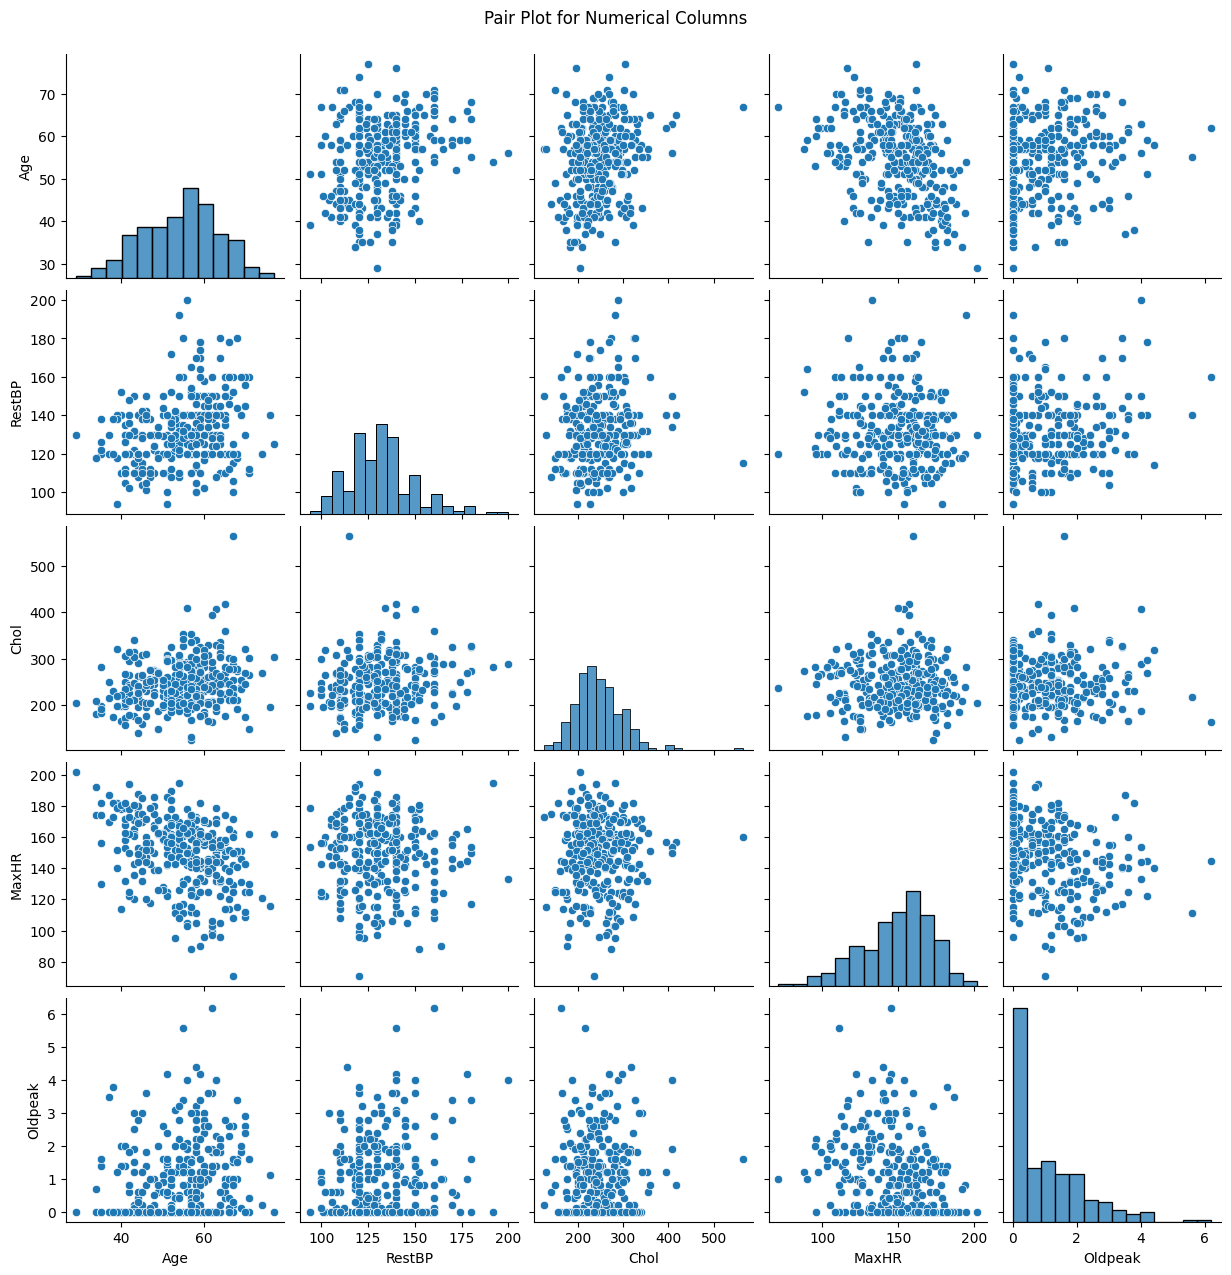 Pair Plot for Numerical Columns
Age
70
60
50
40
30
RestBP
200
180
160
140
120
100
Chol
500
400
300
200
MaxHR
200
180
160
140
120
100
80
Oldpeak
6
5
4
3
2
1
0
40 60
100 125 150 175 200
200 300 400 500
100 150 200
0 2 4 6
Age RestBP Chol MaxHR Oldpeak